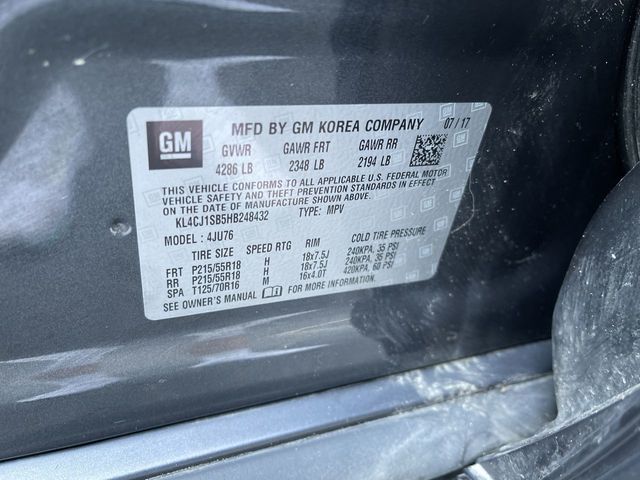 GM
MFD BY GM KOREA COMPANY 07 / 17
GVWR GAWR FRT GAWR RR
4286 LB 2348 LB 2194 LB
THIS VEHICLE CONFORMS TO ALL APPLICABLE U.S. FEDERAL MOTOR
VEHICLE SAFETY AND THEFT PREVENTION STANDARDS IN EFFECT
ON THE DATE OF MANUFACTURE SHOWN ABOVE.
KL4CJ1SB5HB248432 TYPE: MPV
MODEL : 4JU76
TIRE SIZE SPEED RTG RIM COLD TIRE PRESSURE
FRT P215/55R18 H 18x7.5J 240KPA, 35 PSI
RR P215/55R18 H 18x7.5J 240KPA, 35 PSI
SPA T125/70R16 M 16x4.0T 420KPA, 60 PSI
SEE OWNER'S MANUAL FOR MORE INFORMATION